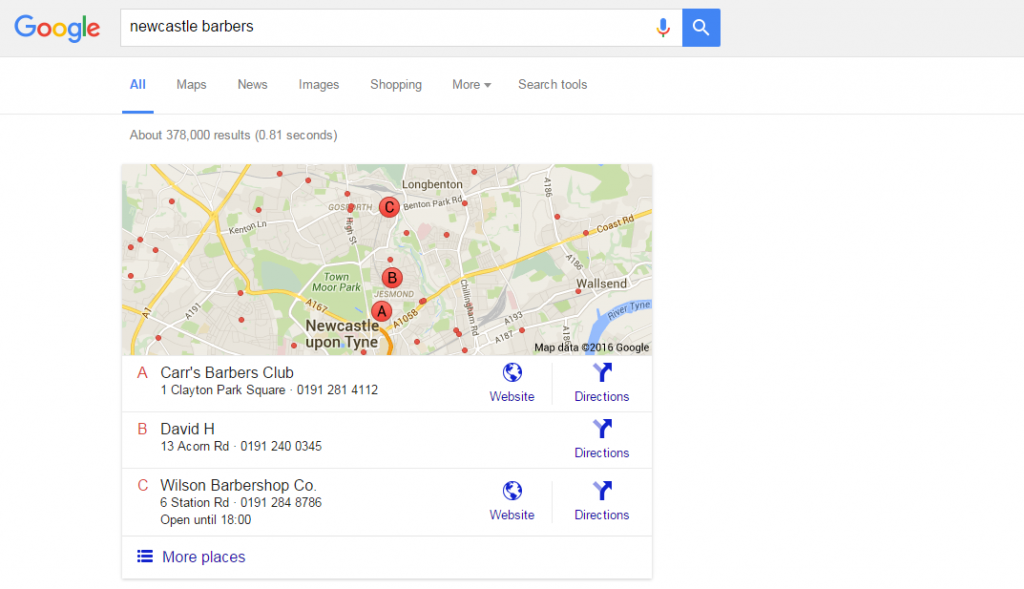 Google
newcastle barbers
All Maps News Images Shopping More Search tools
About 378,000 results (0.81 seconds)
Longbenton
A186
GOSFORTH
C
Benton Park Rd
Kenton Ln
High St
Coast Rd
B
A186
Town
Moor Park
JESMOND
Chillingham Rd
Wallsend
A1
A191
A167
A
A1058
A193
River Tyne
Newcastle
upon Tyne
A187
A186
Map data ©2016 Google
A Carr's Barbers Club
1 Clayton Park Square · 0191 281 4112
Website Directions
B David H
13 Acorn Rd · 0191 240 0345
Directions
C Wilson Barbershop Co.
6 Station Rd · 0191 284 8786
Open until 18:00
Website Directions
More places